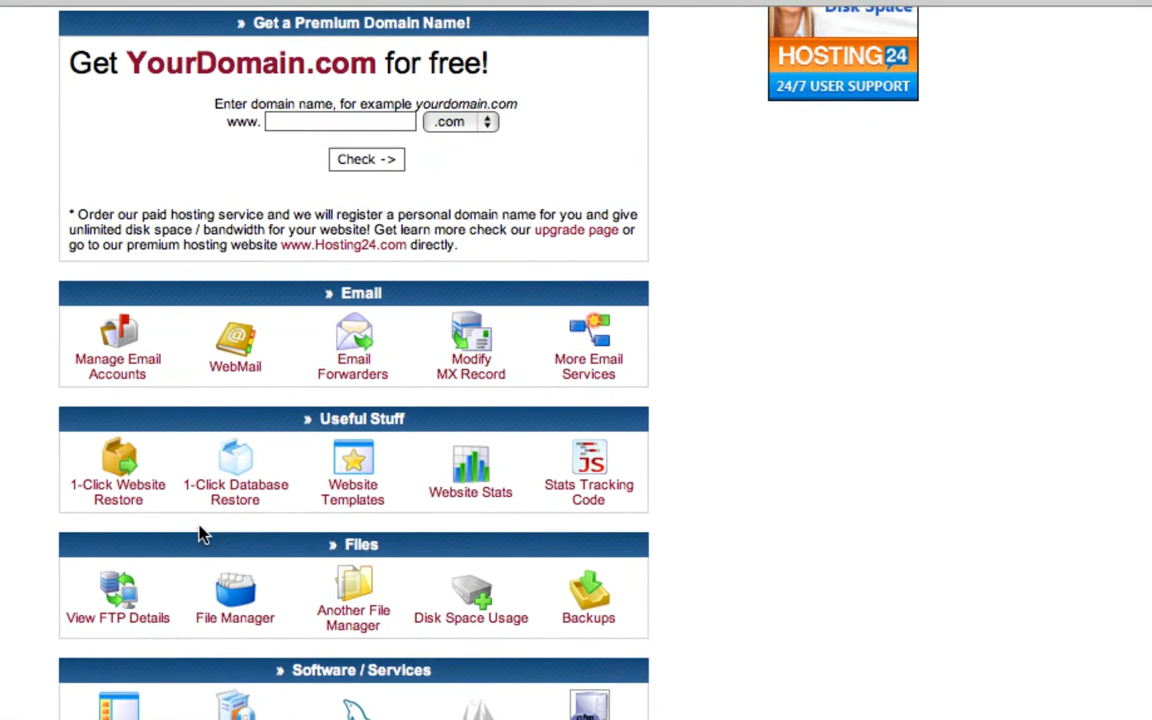 » Get a Premium Domain Name!
Disk Space
Get YourDomain.com for free!
HOSTING 24
24/7 USER SUPPORT
Enter domain name, for example yourdomain.com
www. .com
Check ->
* Order our paid hosting service and we will register a personal domain name for you and give
unlimited disk space / bandwidth for your website! Get learn more check our upgrade page or
go to our premium hosting website www.Hosting24.com directly.
» Email
Manage Email
Accounts
WebMail
Email
Forwarders
Modify
MX Record
More Email
Services
» Useful Stuff
1-Click Website
Restore
1-Click Database
Restore
Website
Templates
Website Stats
JS
Stats Tracking
Code
» Files
View FTP Details
File Manager
Another File
Manager
Disk Space Usage
Backups
» Software / Services